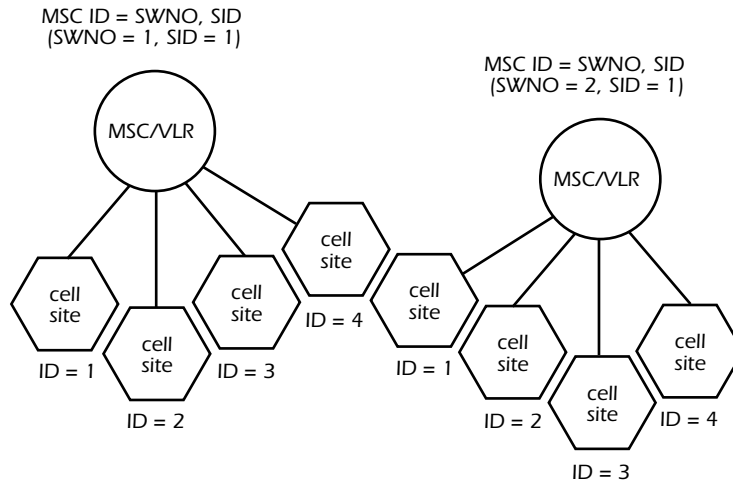 MSC ID = SWNO, SID
(SWNO = 1, SID = 1)
MSC/VLR
cell
site
ID = 1
cell
site
ID = 2
cell
site
ID = 3
cell
site
ID = 4
MSC ID = SWNO, SID
(SWNO = 2, SID = 1)
MSC/VLR
cell
site
ID = 1
cell
site
ID = 2
cell
site
ID = 3
cell
site
ID = 4